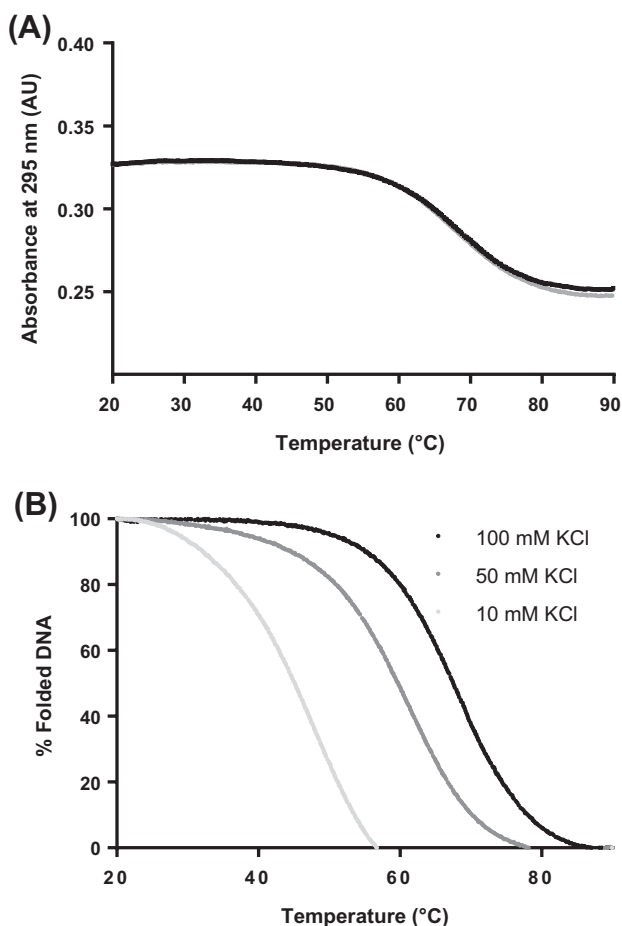 (A)
Absorbance at 295 nm (AU)
0.40
0.35
0.30
0.25
20 30 40 50 60 70 80 90
Temperature (°C)
(B)
% Folded DNA
100
80
60
40
20
0
100 mM KCl
50 mM KCl
10 mM KCl
20 40 60 80
Temperature (°C)